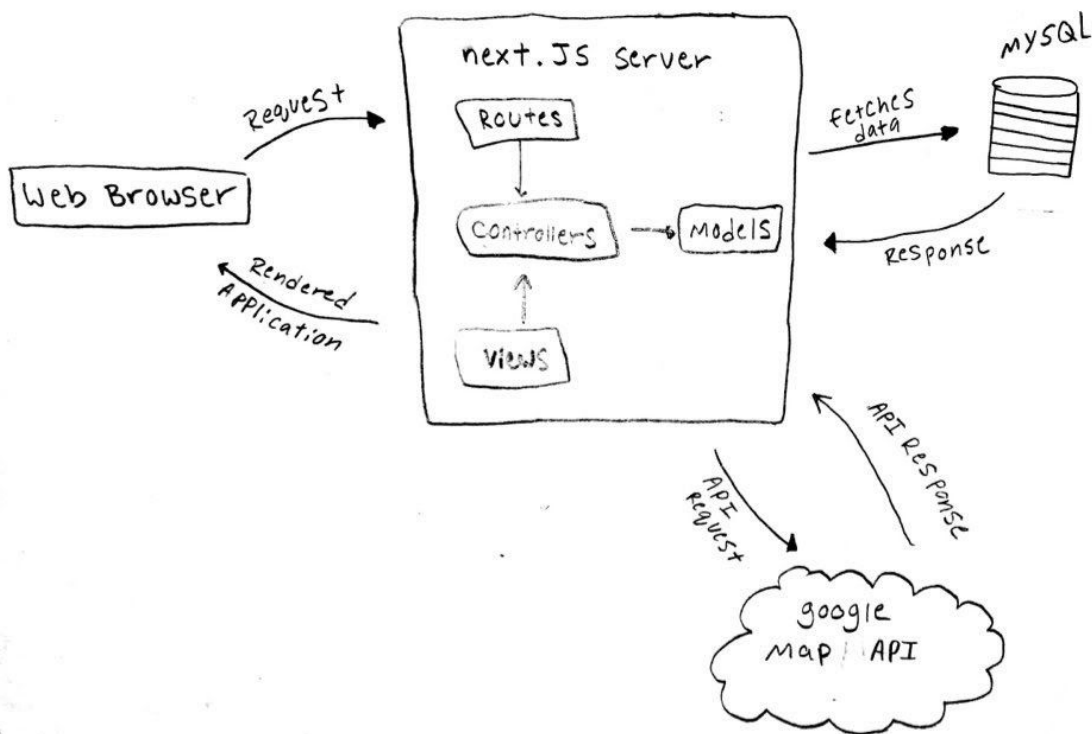 MYSQL
next.JS server
Request
Routes
Fetches
data
Web Browser
Controllers
Models
Response
Rendered
Application
Views
API Response
API
Request
google
Map API